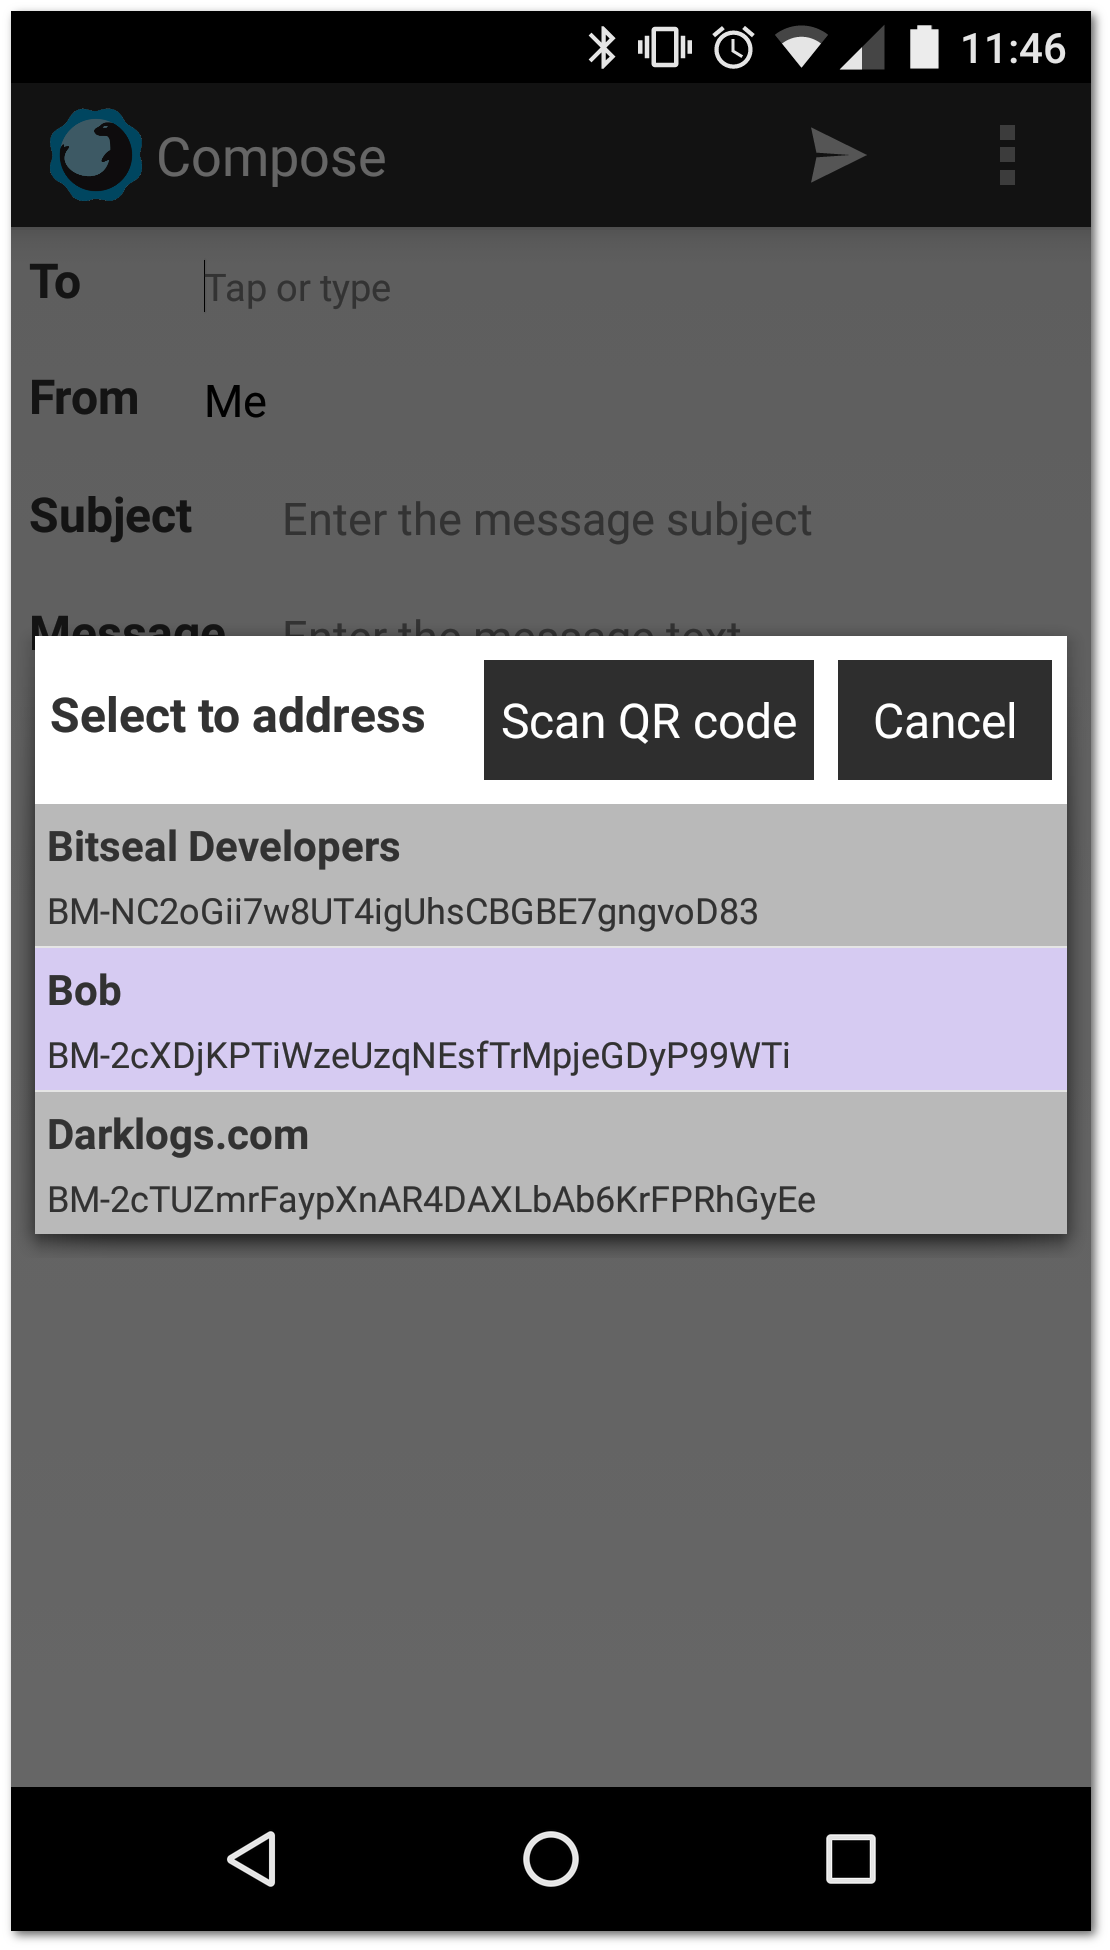 11:46
Compose
To Tap or type
From Me
Subject Enter the message subject
Message Enter the message text
Select to address Scan QR code Cancel
Bitseal Developers
BM-NC2oGii7w8UT4igUhsCBGBE7gngvoD83
Bob
BM-2cXDjKPTiWzeUzqNEsfTrMpjeGDyP99WTi
Darklogs.com
BM-2cTUZmrFaypXnAR4DAXLbAb6KrFPRhGyEe